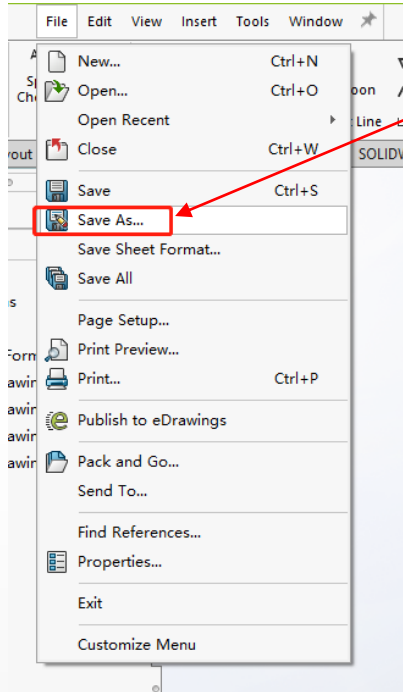 File Edit View Insert Tools Window
New... Ctrl+N
Open... Ctrl+O
Open Recent
Close Ctrl+W
Save Ctrl+S
Save As...
Save Sheet Format...
Save All
Page Setup...
Print Preview...
Print... Ctrl+P
Publish to eDrawings
Pack and Go...
Send To...
Find References...
Properties...
Exit
Customize Menu
Line